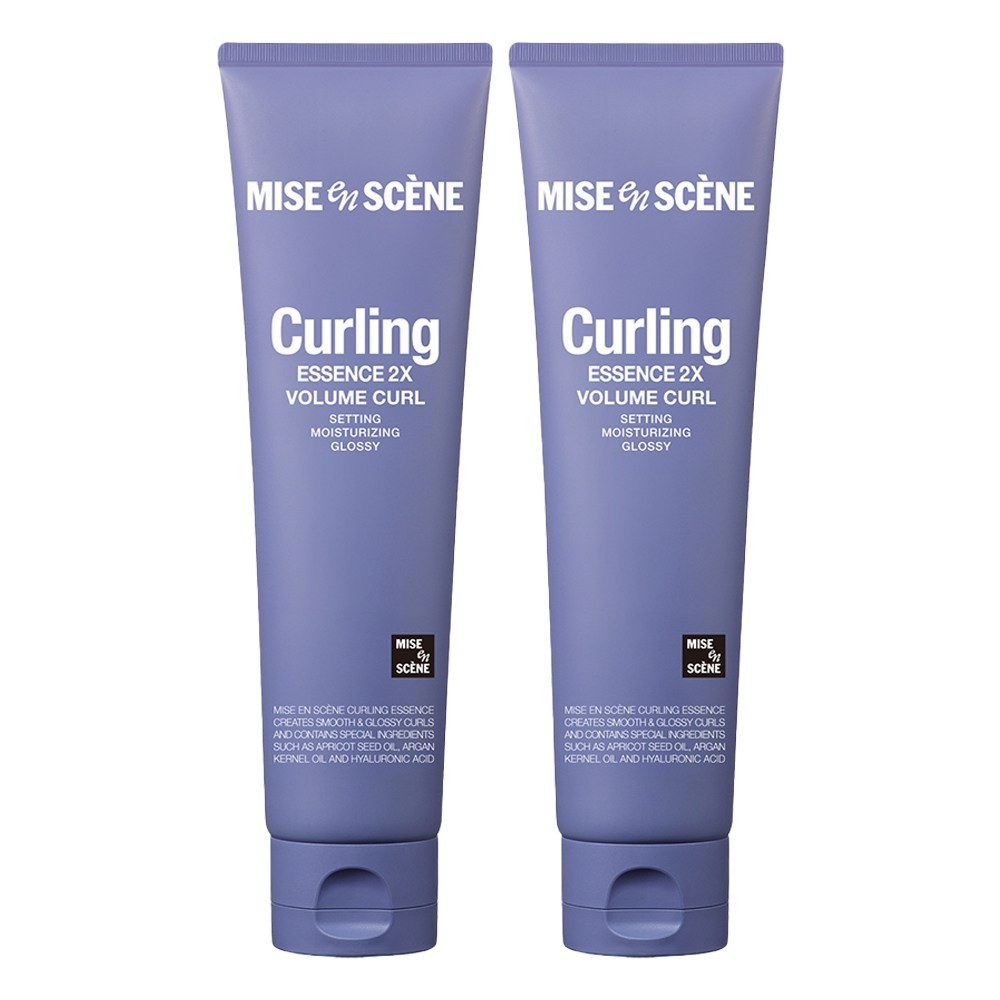 MISE en SCÈNE
Curling
ESSENCE 2X
VOLUME CURL
SETTING
MOISTURIZING
GLOSSY
MISE
en
SCÈNE
MISE EN SCÈNE CURLING ESSENCE
CREATES SMOOTH & GLOSSY CURLS
AND CONTAINS SPECIAL INGREDIENTS
SUCH AS APRICOT SEED OIL, ARGAN
KERNEL OIL AND HYALURONIC ACID
MISE en SCÈNE
Curling
ESSENCE 2X
VOLUME CURL
SETTING
MOISTURIZING
GLOSSY
MISE
en
SCÈNE
MISE EN SCÈNE CURLING ESSENCE
CREATES SMOOTH & GLOSSY CURLS
AND CONTAINS SPECIAL INGREDIENTS
SUCH AS APRICOT SEED OIL, ARGAN
KERNEL OIL AND HYALURONIC ACID